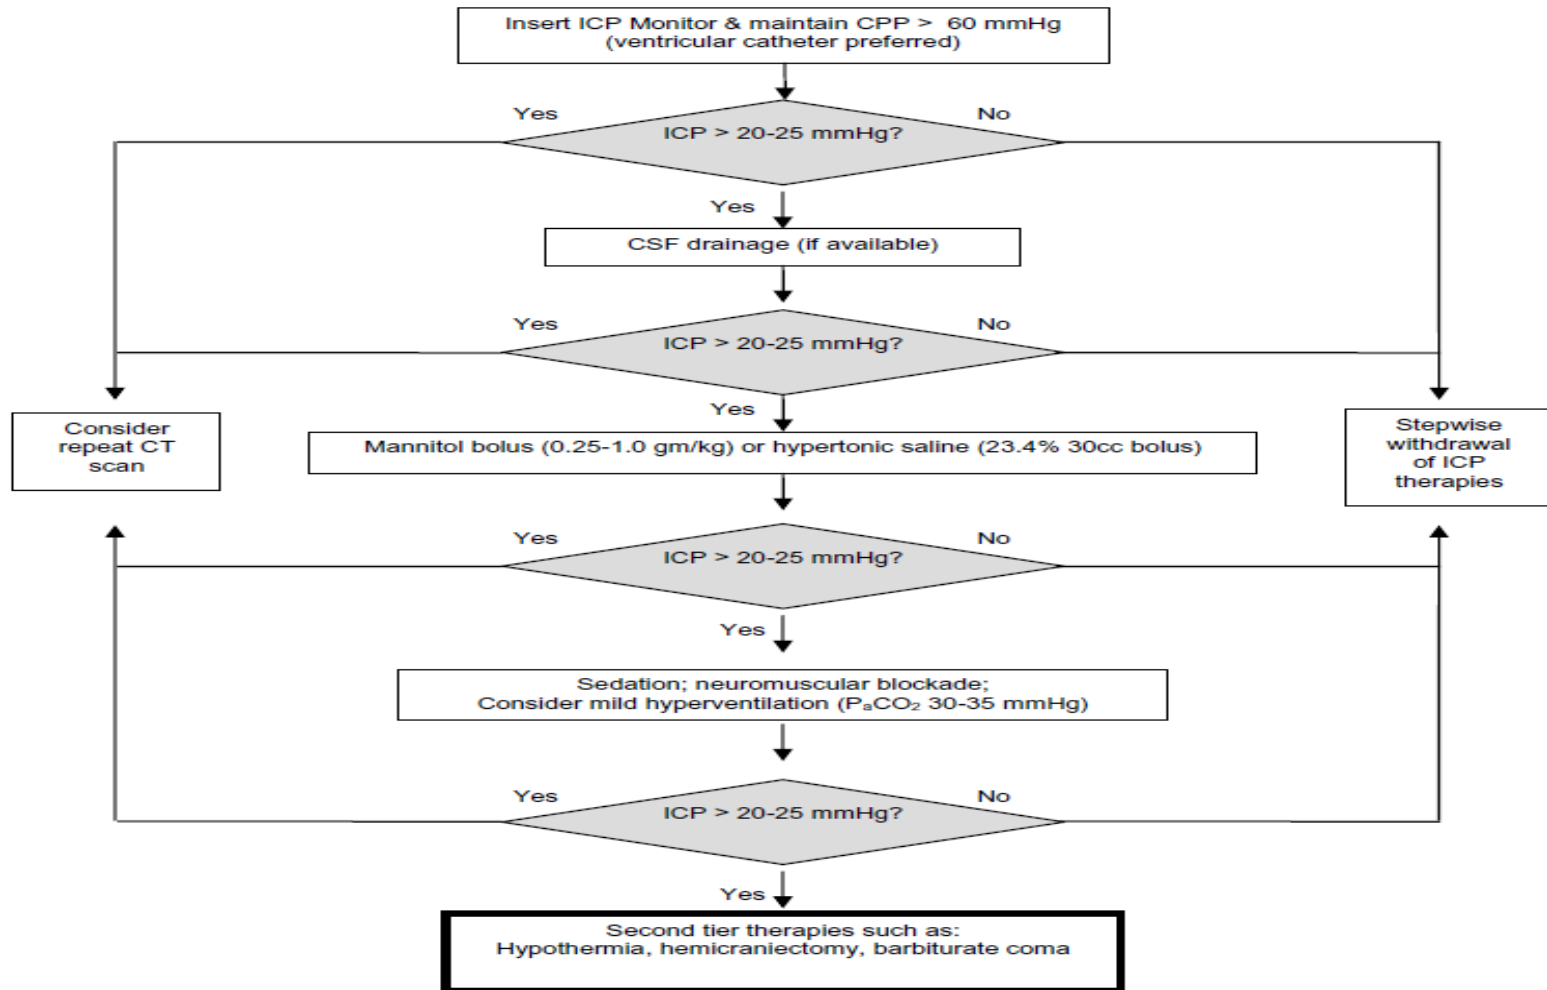 Insert ICP Monitor & maintain CPP >  60 mmHg
(ventricular catheter preferred)
Yes
No
ICP > 20-25 mmHg?
Yes
CSF drainage (if available)
Yes
No
ICP > 20-25 mmHg?
Yes
Consider
repeat CT
scan
Mannitol bolus (0.25-1.0 gm/kg) or hypertonic saline (23.4% 30cc bolus)
Stepwise
withdrawal
of ICP
therapies
Yes
No
ICP > 20-25 mmHg?
Yes
Sedation; neuromuscular blockade;
Consider mild hyperventilation (PₐCO₂ 30-35 mmHg)
Yes
No
ICP > 20-25 mmHg?
Yes
Second tier therapies such as:
Hypothermia, hemicraniectomy, barbiturate coma